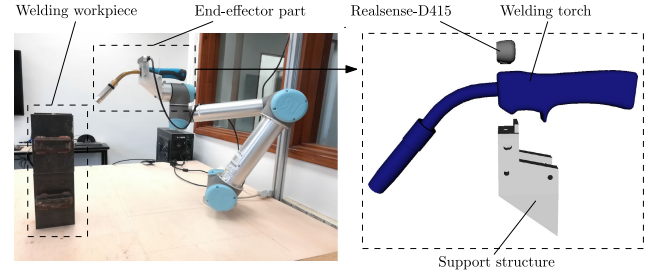 Welding workpiece
End-effector part
Realsense-D415
Welding torch
Support structure